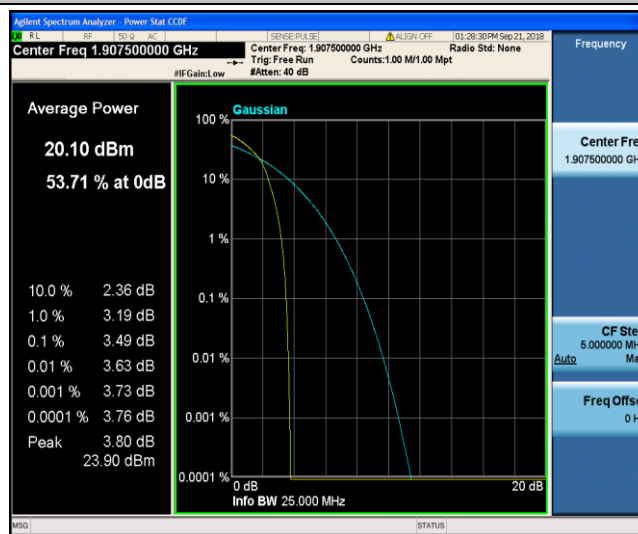 Agilent Spectrum Analyzer - Power Stat CCDF
RL RF 50 Ω AC SENSE:PULSE ALIGN OFF 01:28:30 PM Sep 21, 2018
Center Freq 1.907500000 GHz
Center Freq: 1.907500000 GHz Radio Std: None
Trig: Free Run Counts:1.00 M/1.00 Mpt
#IFGain:Low #Atten: 40 dB
Frequency
Average Power
20.10 dBm
53.71 % at 0dB
10.0 % 2.36 dB
1.0 % 3.19 dB
0.1 % 3.49 dB
0.01 % 3.63 dB
0.001 % 3.73 dB
0.0001 % 3.76 dB
Peak 3.80 dB
23.90 dBm
Gaussian
100 %
10 %
1 %
0.1 %
0.01 %
0.001 %
0.0001 %
0 dB 20 dB
Info BW 25.000 MHz
Center Fre
1.907500000 GH
CF Ste
5.000000 MH
Auto Ma
Freq Offse
0 H
MSG STATUS